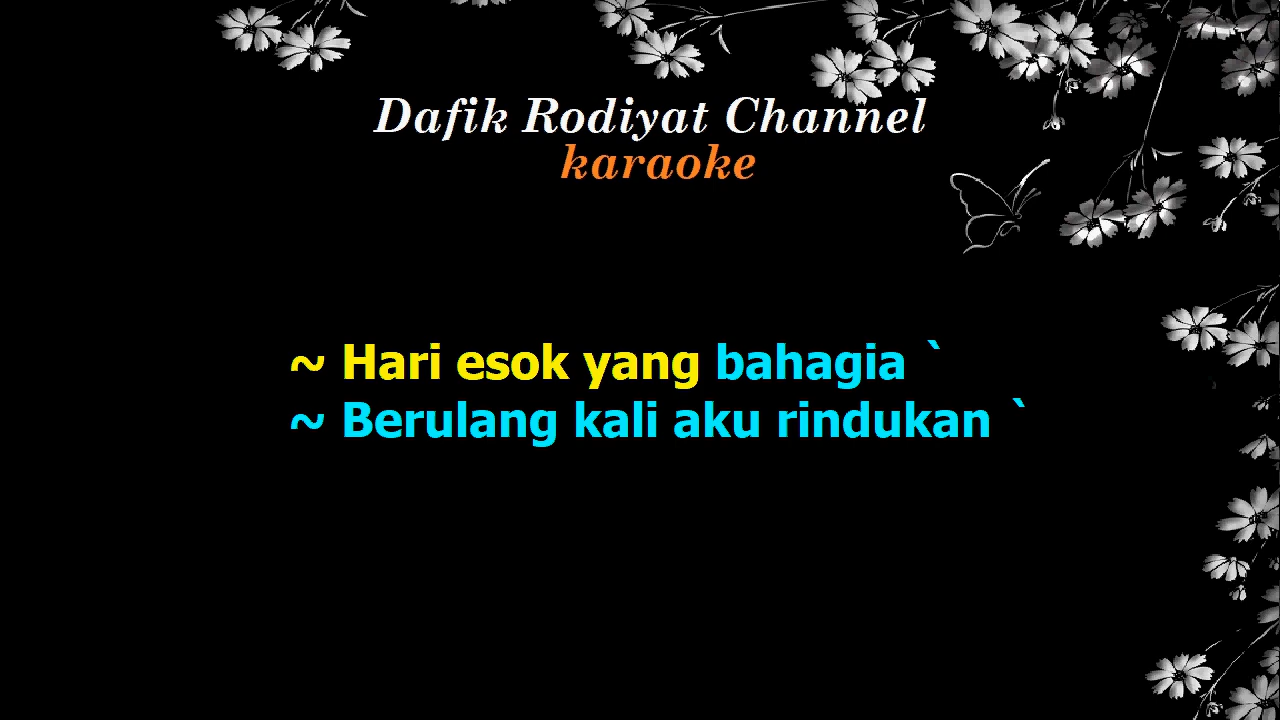 Dafik Rodiyat Channel
karaoke
~ Hari esok yang bahagia `
~ Berulang kali aku rindukan `